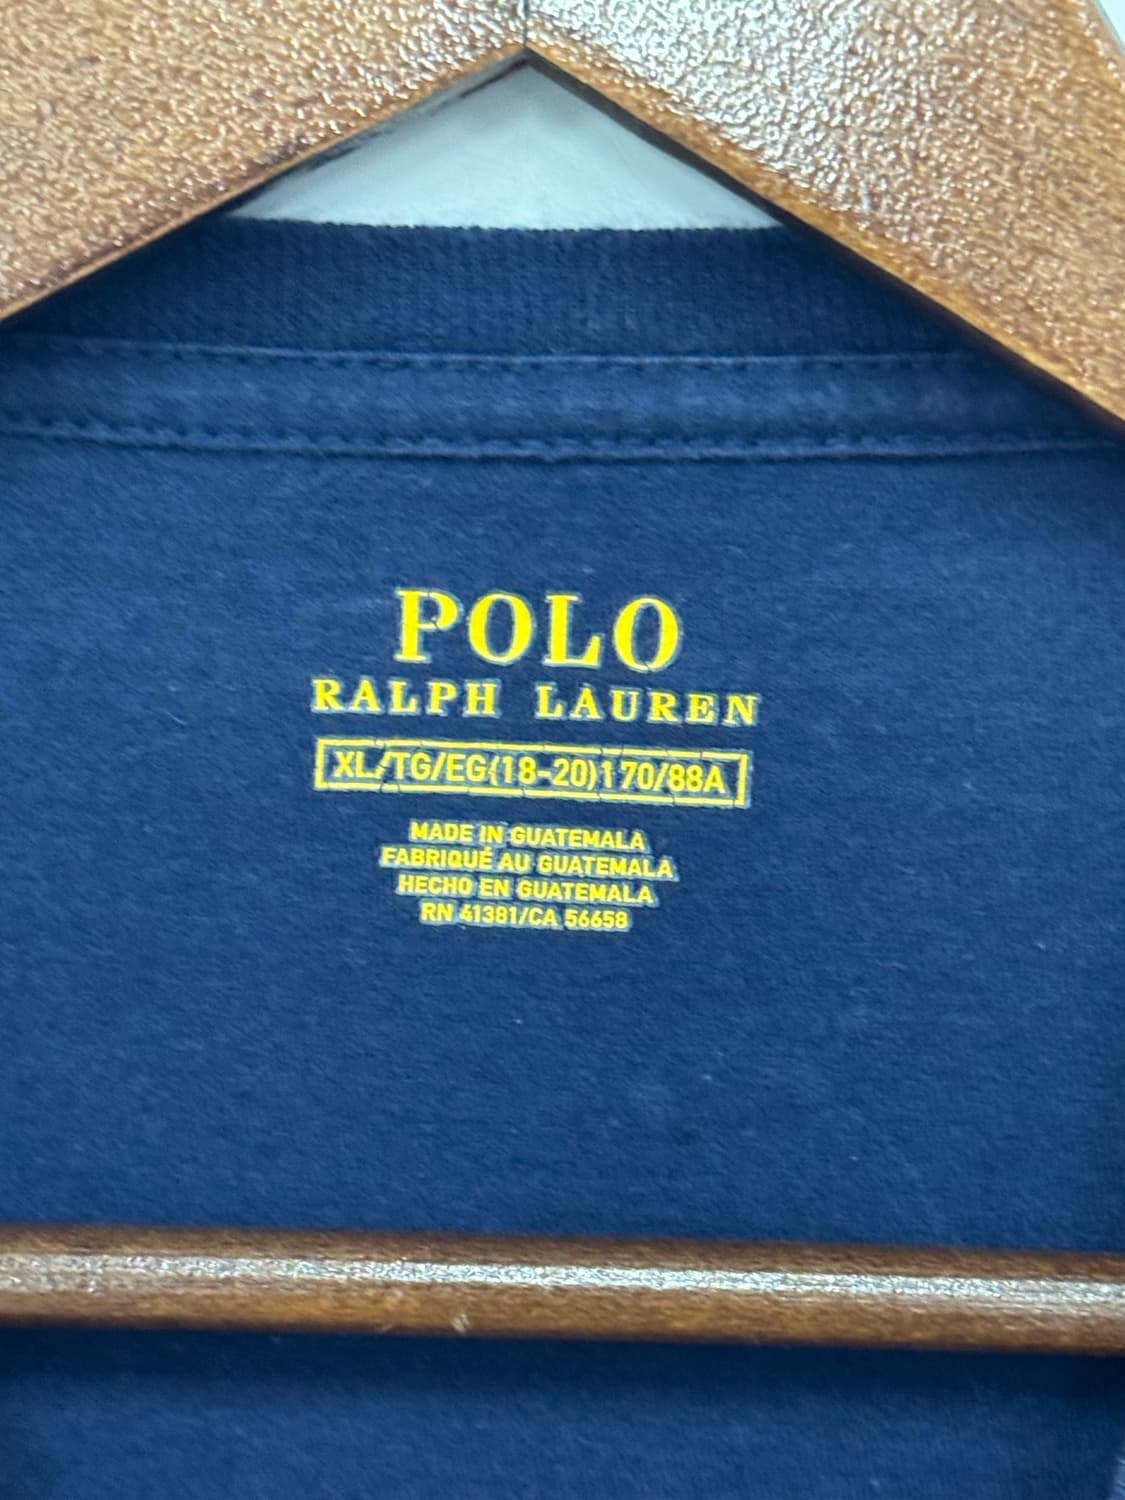 POLO
RALPH LAUREN
XL/TG/EG(18-20)170/88A
MADE IN GUATEMALA
FABRIQUÉ AU GUATEMALA
HECHO EN GUATEMALA
RN 41381/CA 56658